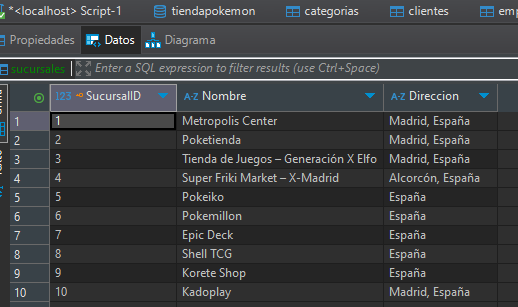 *<localhost> Script-1 tiendapokemon categorias clientes
Propiedades Datos Diagrama
sucursales Enter a SQL expression to filter results (use Ctrl+Space)
123 SucursalID A-Z Nombre A-Z Direccion
1 1 Metropolis Center Madrid, España
2 2 Poketienda Madrid, España
3 3 Tienda de Juegos – Generación X Elfo Madrid, España
4 4 Super Friki Market – X-Madrid Alcorcón, España
5 5 Pokeiko España
6 6 Pokemillon España
7 7 Epic Deck España
8 8 Shell TCG España
9 9 Korete Shop España
10 10 Kadoplay Madrid, España